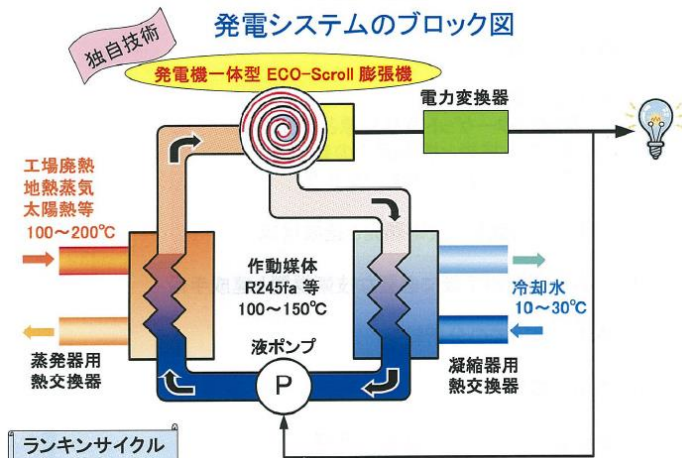 発電システムのブロック図
独自技術
発電機一体型 ECO-Scroll 膨張機
電力変換器
工場廃熱
地熱蒸気
太陽熱等
100～200℃
作動媒体
R245fa 等
100～150℃
冷却水
10～30℃
液ポンプ
P
蒸発器用
熱交換器
凝縮器用
熱交換器
ランキンサイクル